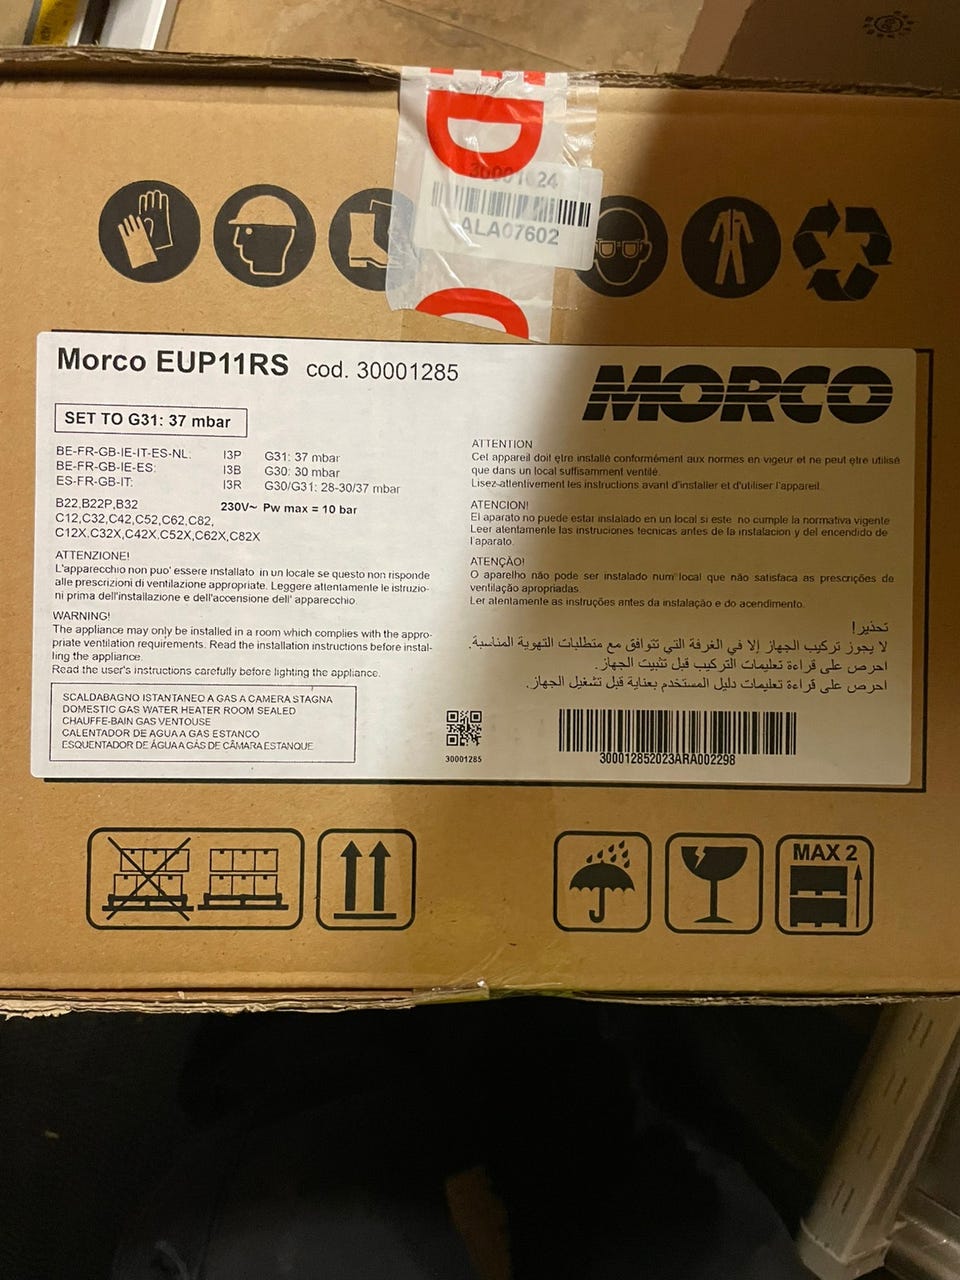 ED
30001624
ALA07602
C
Morco EUP11RS cod. 30001285
MORCO
SET TO G31: 37 mbar
BE-FR-GB-IE-IT-ES-NL: I3P G31: 37 mbar
BE-FR-GB-IE-ES: I3B G30: 30 mbar
ES-FR-GB-IT: I3R G30/G31: 28-30/37 mbar
B22,B22P,B32 230V~ Pw max = 10 bar
C12,C32,C42,C52,C62,C82,
C12X,C32X,C42X,C52X,C62X,C82X
ATTENZIONE!
L'apparecchio non puo' essere installato in un locale se questo non risponde
alle prescrizioni di ventilazione appropriate. Leggere attentamente le istruzio-
ni prima dell'installazione e dell'accensione dell' apparecchio
WARNING!
The appliance may only be installed in a room which complies with the appro-
priate ventilation requirements. Read the installation instructions before instal-
ling the appliance.
Read the user's instructions carefully before lighting the appliance.
SCALDABAGNO ISTANTANEO A GAS A CAMERA STAGNA
DOMESTIC GAS WATER HEATER ROOM SEALED
CHAUFFE-BAIN GAS VENTOUSE
CALENTADOR DE AGUA A GAS ESTANCO
ESQUENTADOR DE ÁGUA A GÁS DE CÂMARA ESTANQUE
ATTENTION
Cet appareil doit ętre installé conformément aux normes en vigeur et ne peut ętre utilisé
que dans un local suffisamment ventilé.
Lisez-altentivement les instructions avant d'installer et d'utiliser l'appareil.
ATENCION!
El aparato no puede estar instalado en un local si este no cumple la normativa vigente
Leer atentamente las instruciones tecnicas antes de la instalacion y del encendido de
l'aparato.
ATENÇÃO!
O aparelho não pode ser instalado num local que não satisfaca as prescrições de
ventilação apropriadas.
Ler atentamente as instruções antes da instalação e do acendimento.
تحذير!
لا يجوز تركيب الجهاز إلا في الغرفة التي تتوافق مع متطلبات التهوية المناسبة.
احرص على قراءة تعليمات التركيب قبل تثبيت الجهاز.
احرص على قراءة تعليمات دليل المستخدم بعناية قبل تشغيل الجهاز.
30001285
300012852023ARA002298
MAX 2